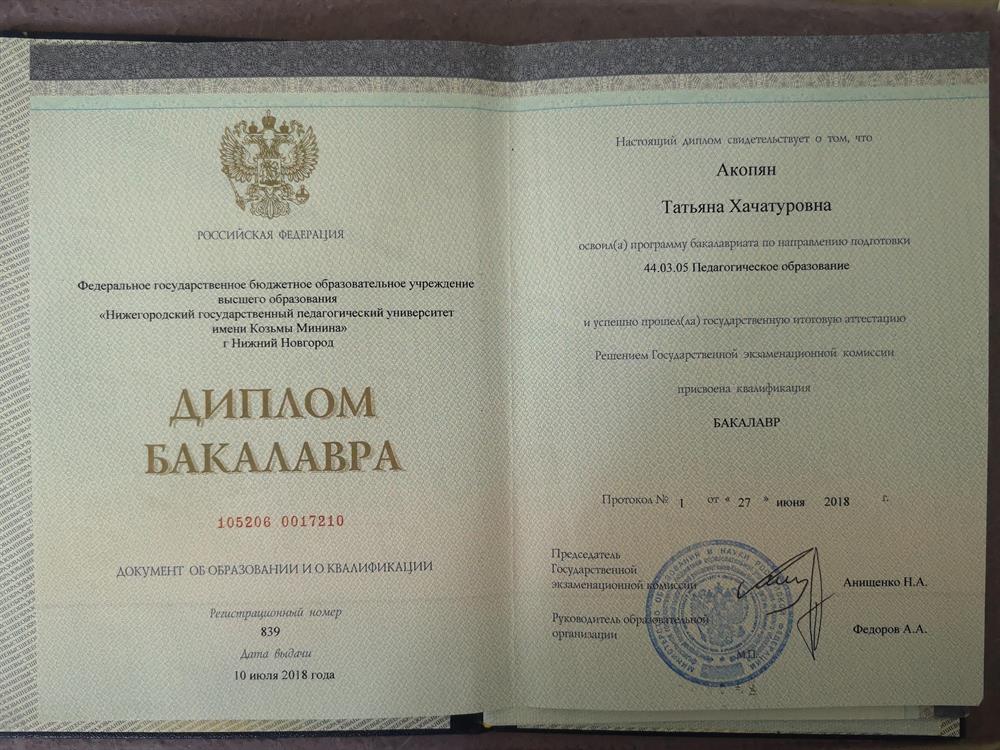 РОССИЙСКАЯ ФЕДЕРАЦИЯ
Федеральное государственное бюджетное образовательное учреждение
высшего образования
«Нижегородский государственный педагогический университет
имени Козьмы Минина»
г Нижний Новгород
ДИПЛОМ
БАКАЛАВРА
105206 0017210
ДОКУМЕНТ ОБ ОБРАЗОВАНИИ И О КВАЛИФИКАЦИИ
Регистрационный номер
839
Дата выдачи
10 июля 2018 года
Настоящий диплом свидетельствует о том, что
Акопян
Татьяна Хачатуровна
освоил(а) программу бакалавриата по направлению подготовки
44.03.05 Педагогическое образование
и успешно прошел(ла) государственную итоговую аттестацию
Решением Государственной экзаменационной комиссии
присвоена квалификация
БАКАЛАВР
Протокол № 1 от « 27 » июня 2018 г.
Председатель
Государственной
экзаменационной комиссии
Анищенко Н.А.
Руководитель образовательной
организации
Федоров А.А.
М.П.